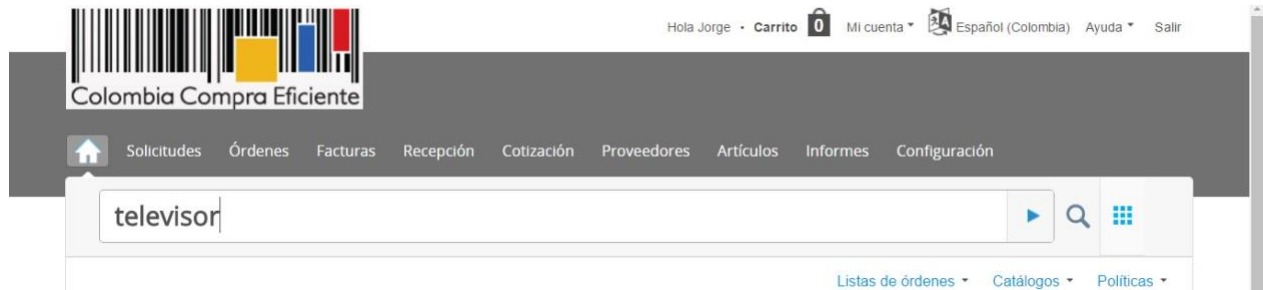 Hola Jorge · Carrito 0 Mi cuenta Español (Colombia) Ayuda Salir
Colombia Compra Eficiente
Solicitudes Órdenes Facturas Recepción Cotización Proveedores Artículos Informes Configuración
televisor
Listas de órdenes Catálogos Políticas